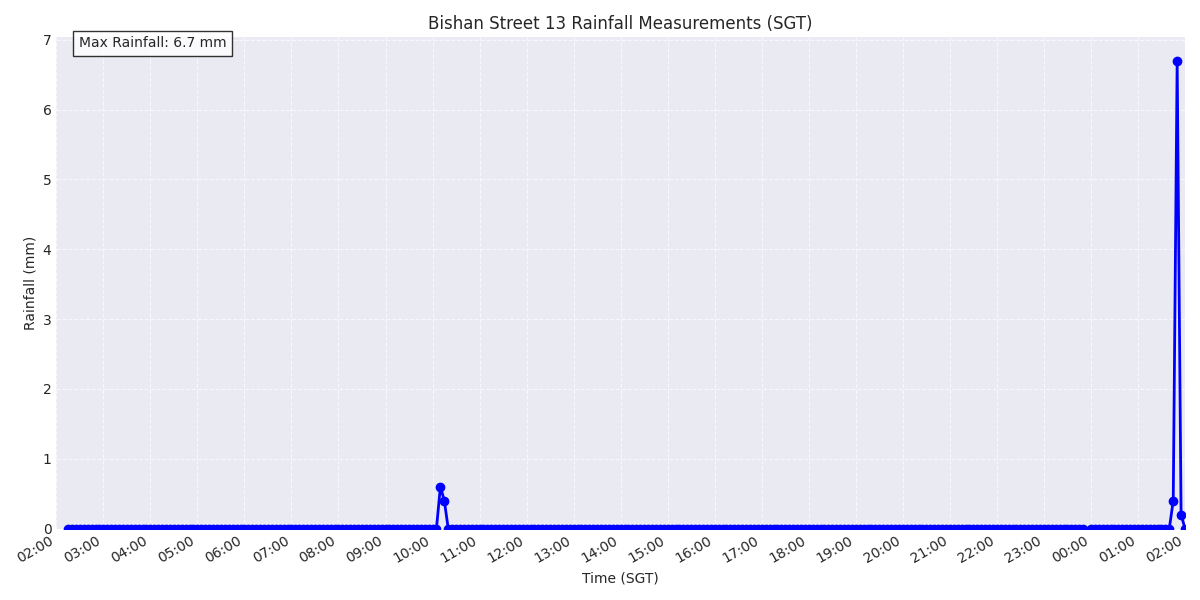 Bishan Street 13 Rainfall Measurements (SGT)
Max Rainfall: 6.7 mm
7
6
5
4
3
2
1
0
Rainfall (mm)
02:00 03:00 04:00 05:00 06:00 07:00 08:00 09:00 10:00 11:00 12:00 13:00 14:00 15:00 16:00 17:00 18:00 19:00 20:00 21:00 22:00 23:00 00:00 01:00 02:00
Time (SGT)